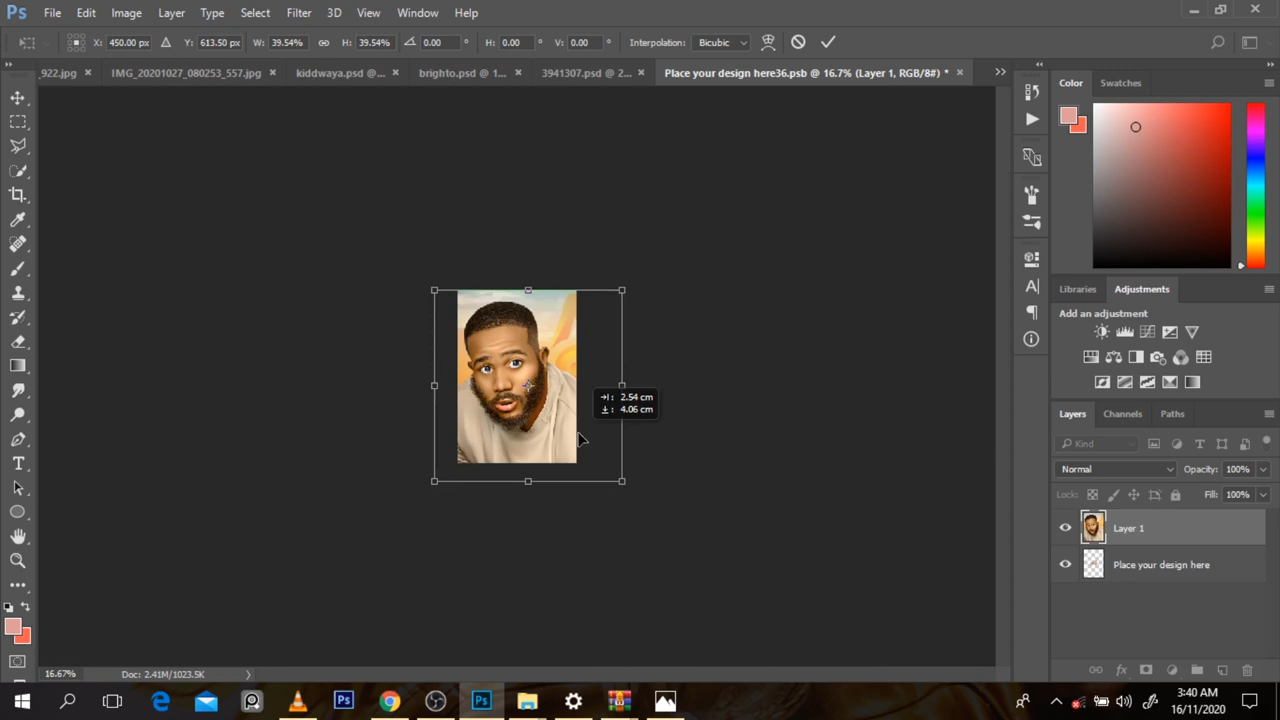 Ps File Edit Image Layer Type Select Filter 3D View Window Help
X: 450.00 px Y: 613.50 px W: 39.54% H: 39.54% 0.00 ° H: 0.00 ° V: 0.00 ° Interpolation: Bicubic
_922.jpg × IMG_20201027_080253_557.jpg × kiddwaya.psd @... × brighto.psd @ 1... × 3941307.psd @ 2... × Place your design here36.psb @ 16.7% (Layer 1, RGB/8#) * ×
Color Swatches
Libraries Adjustments
Add an adjustment
2.54 cm
4.06 cm
Layers Channels Paths
Kind
Normal Opacity: 100%
Lock: Fill: 100%
Layer 1
Place your design here
16.67% Doc: 2.41M/1023.5K
3:40 AM
16/11/2020